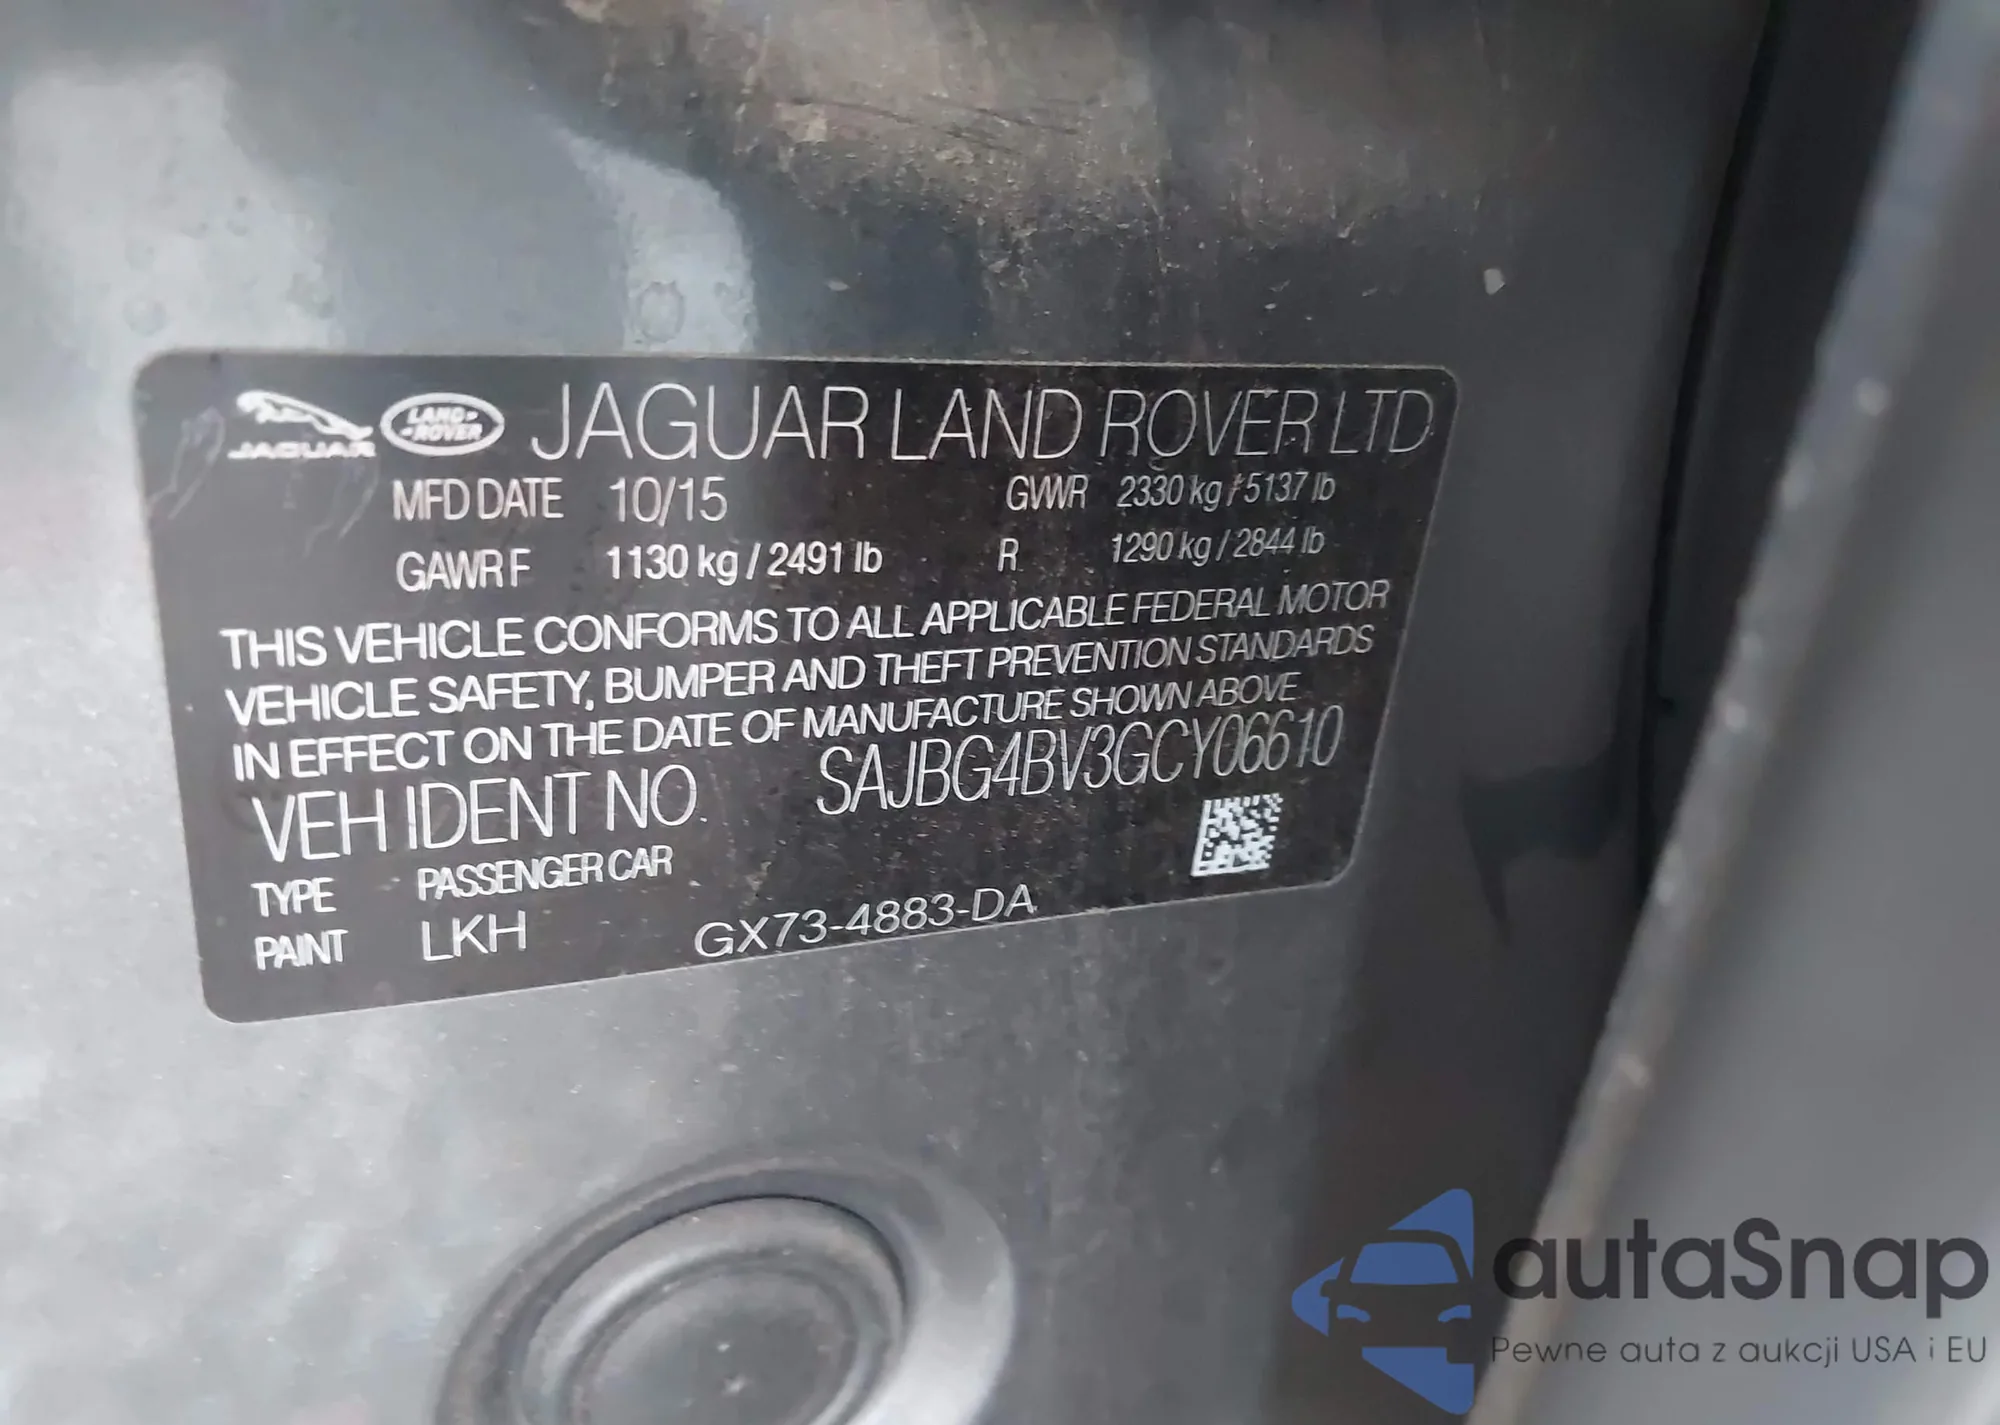 JAGUAR LAND ROVER JAGUAR LAND ROVER LTD
MFD DATE 10/15 GVWR 2330 kg / 5137 lb
GAWR F 1130 kg / 2491 lb R 1290 kg / 2844 lb
THIS VEHICLE CONFORMS TO ALL APPLICABLE FEDERAL MOTOR
VEHICLE SAFETY, BUMPER AND THEFT PREVENTION STANDARDS
IN EFFECT ON THE DATE OF MANUFACTURE SHOWN ABOVE
VEH IDENT NO. SAJBG4BV3GCY06610
TYPE PASSENGER CAR
PAINT LKH GX73-4883-DA
autaSnap
Pewne auta z aukcji USA i EU